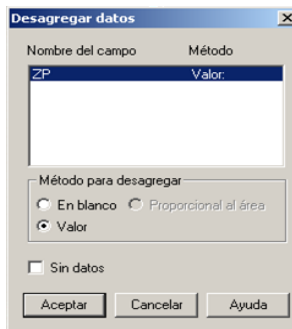 Desagregar datos
Nombre del campo Método
ZP Valor:
Método para desagregar
En blanco Proporcional al área
Valor
Sin datos
Aceptar Cancelar Ayuda